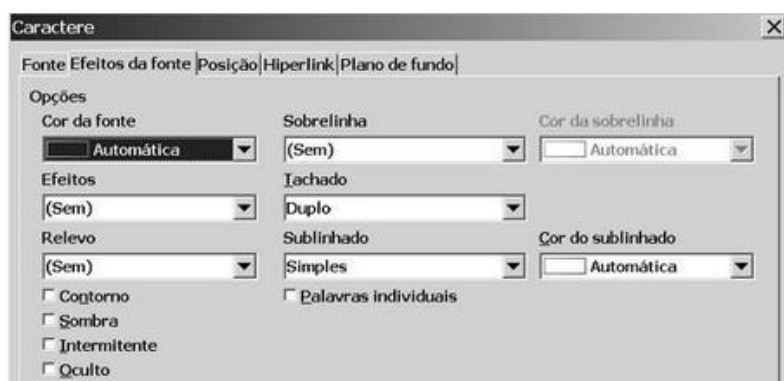 Caractere
Fonte Efeitos da fonte Posição Hiperlink Plano de fundo
Opções
Cor da fonte Sobrelinha Cor da sobrelinha
Automática (Sem) Automática
Efeitos Tachado
(Sem) Duplo
Relevo Sublinhado Cor do sublinhado
(Sem) Simples Automática
Contorno Palavras individuais
Sombra
Intermitente
Oculto